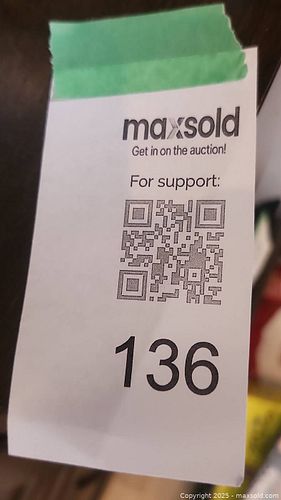 maxsold
Get in on the auction!
For support:
136
Copyright © 2025 - maxsold.com